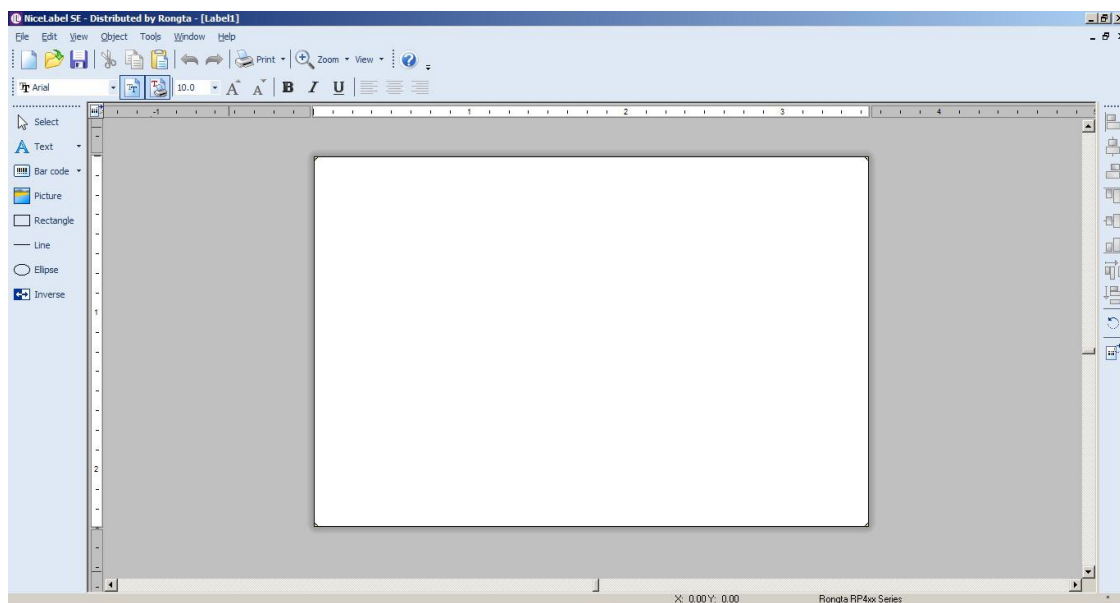 NiceLabel SE - Distributed by Rongta - [Label1]
File Edit View Object Tools Window Help
Print Zoom View
Arial 10.0 A A B I U
-1 1 2 3 4
Select
Text
Bar code
Picture
Rectangle
Line
Ellipse
Inverse
1
2
X: 0.00 Y: 0.00 Rongta RP4xx Series